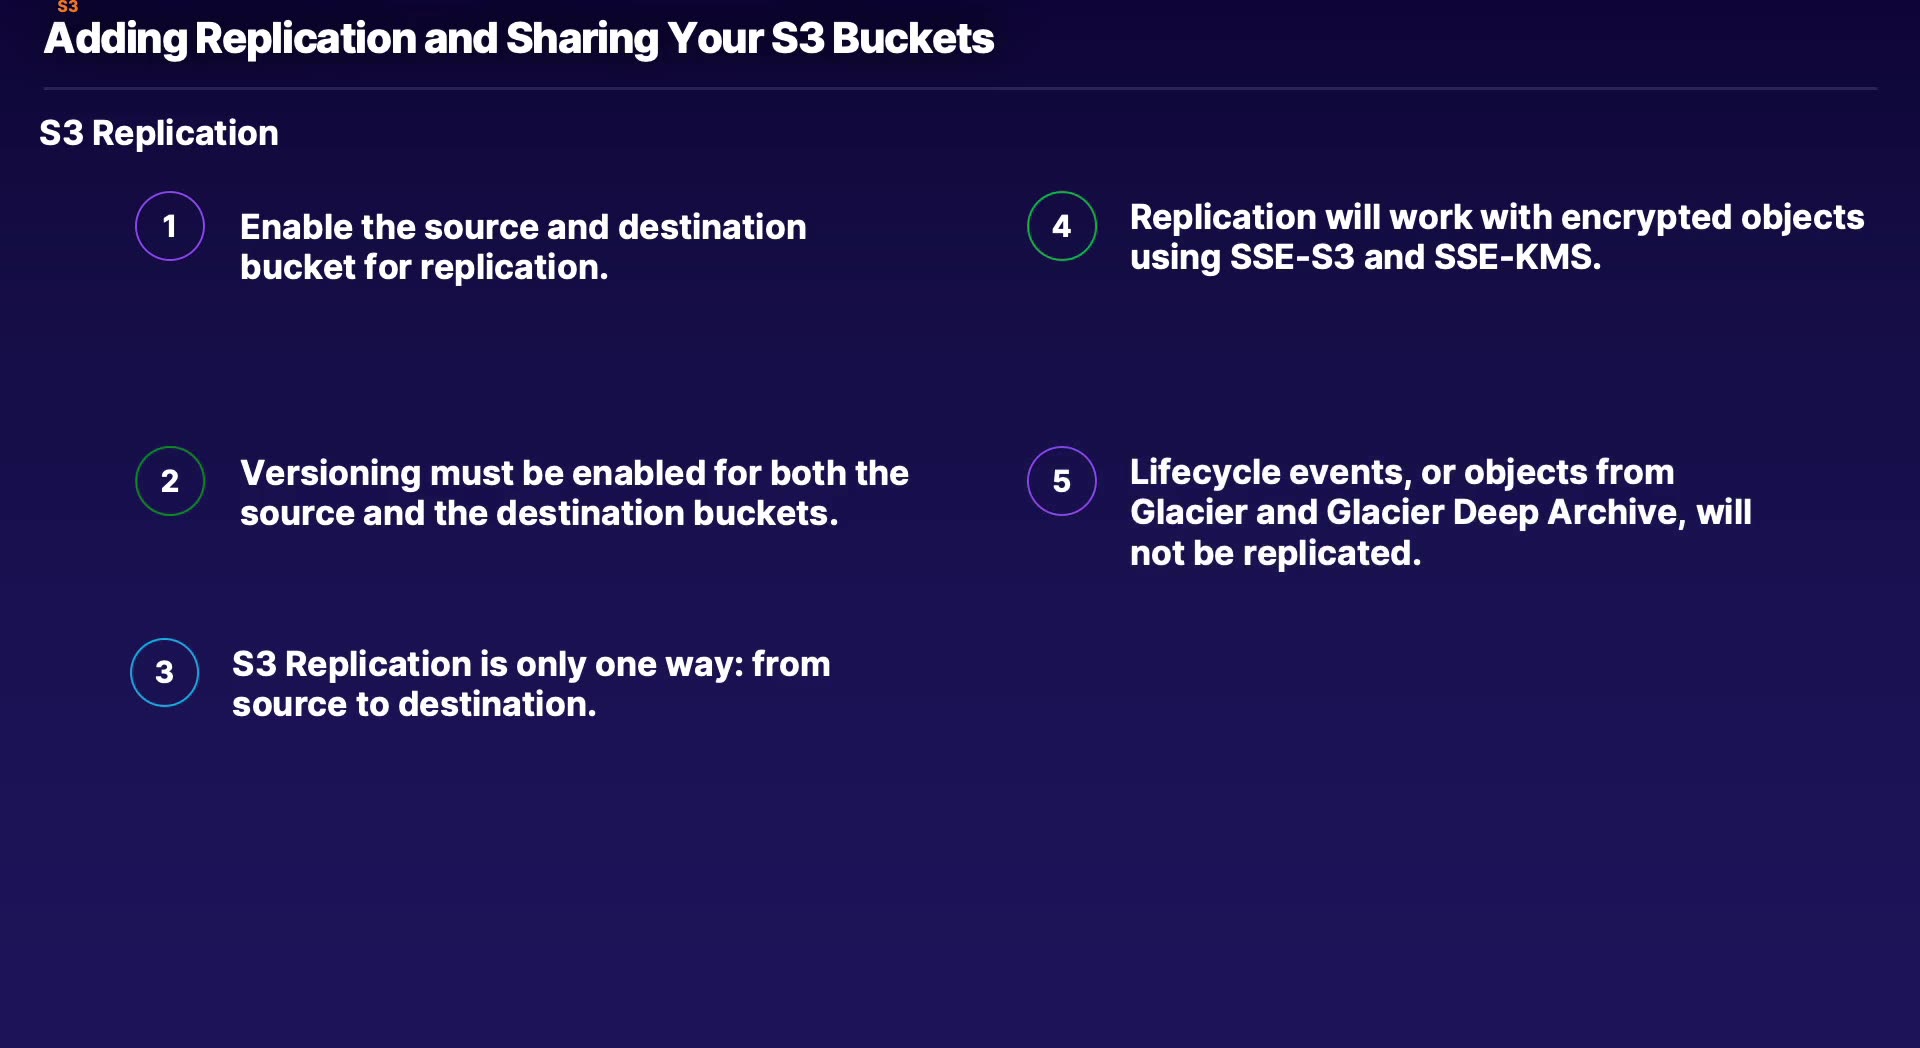 S3
Adding Replication and Sharing Your S3 Buckets
S3 Replication
1
Enable the source and destination
bucket for replication.
2
Versioning must be enabled for both the
source and the destination buckets.
3
S3 Replication is only one way: from
source to destination.
4
Replication will work with encrypted objects
using SSE-S3 and SSE-KMS.
5
Lifecycle events, or objects from
Glacier and Glacier Deep Archive, will
not be replicated.